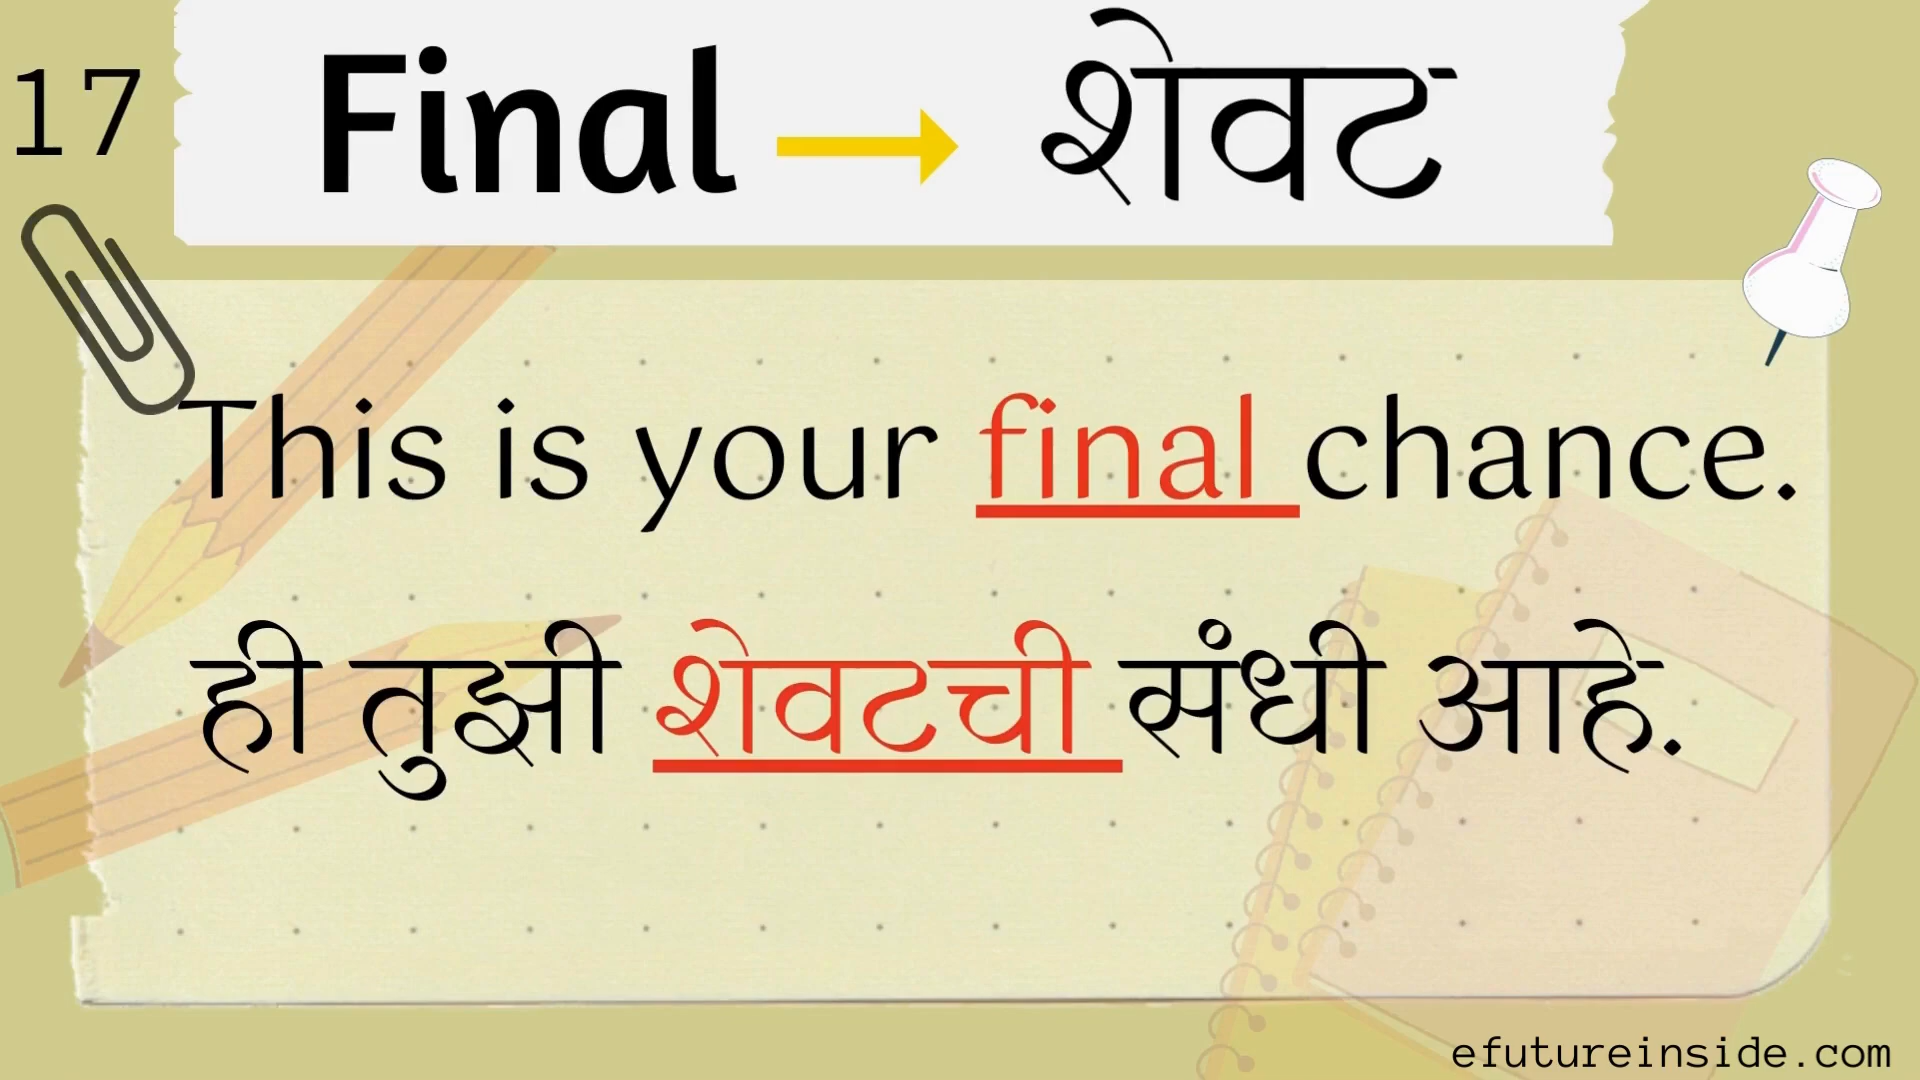 17
Final → शेवट
This is your final chance.
ही तुझी शेवटची संधी आहे.
efutureinside.com